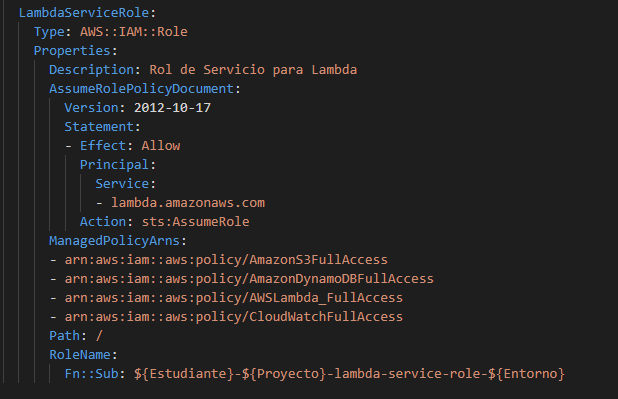 LambdaServiceRole:
  Type: AWS::IAM::Role
  Properties:
    Description: Rol de Servicio para Lambda
    AssumeRolePolicyDocument:
      Version: 2012-10-17
      Statement:
      - Effect: Allow
        Principal:
          Service:
          - lambda.amazonaws.com
        Action: sts:AssumeRole
    ManagedPolicyArns:
    - arn:aws:iam::aws:policy/AmazonS3FullAccess
    - arn:aws:iam::aws:policy/AmazonDynamoDBFullAccess
    - arn:aws:iam::aws:policy/AWSLambda_FullAccess
    - arn:aws:iam::aws:policy/CloudWatchFullAccess
    Path: /
    RoleName:
      Fn::Sub: ${Estudiante}-${Proyecto}-lambda-service-role-${Entorno}